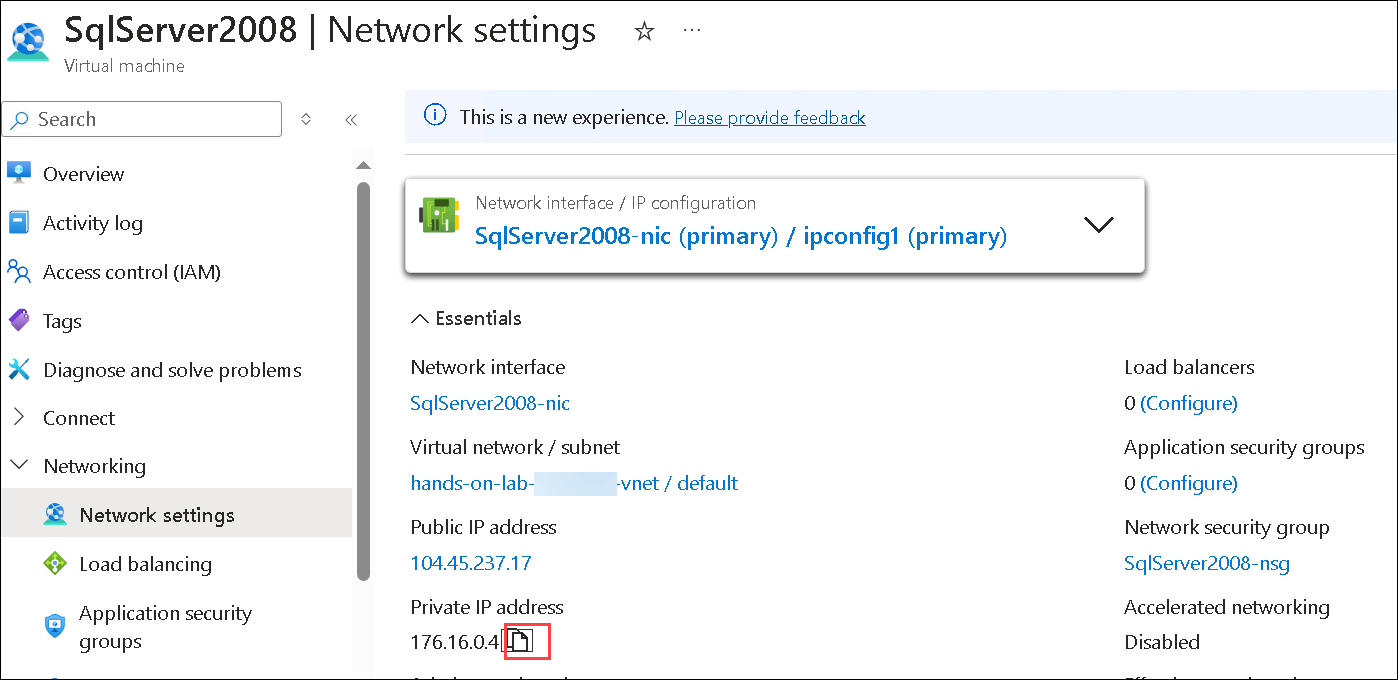 SqlServer2008 | Network settings
Virtual machine
Search
Overview
Activity log
Access control (IAM)
Tags
Diagnose and solve problems
Connect
Networking
Network settings
Load balancing
Application security
groups
This is a new experience. Please provide feedback
Network interface / IP configuration
SqlServer2008-nic (primary) / ipconfig1 (primary)
Essentials
Network interface
SqlServer2008-nic
Virtual network / subnet
hands-on-lab- -vnet / default
Public IP address
104.45.237.17
Private IP address
176.16.0.4
Load balancers
0 (Configure)
Application security groups
0 (Configure)
Network security group
SqlServer2008-nsg
Accelerated networking
Disabled